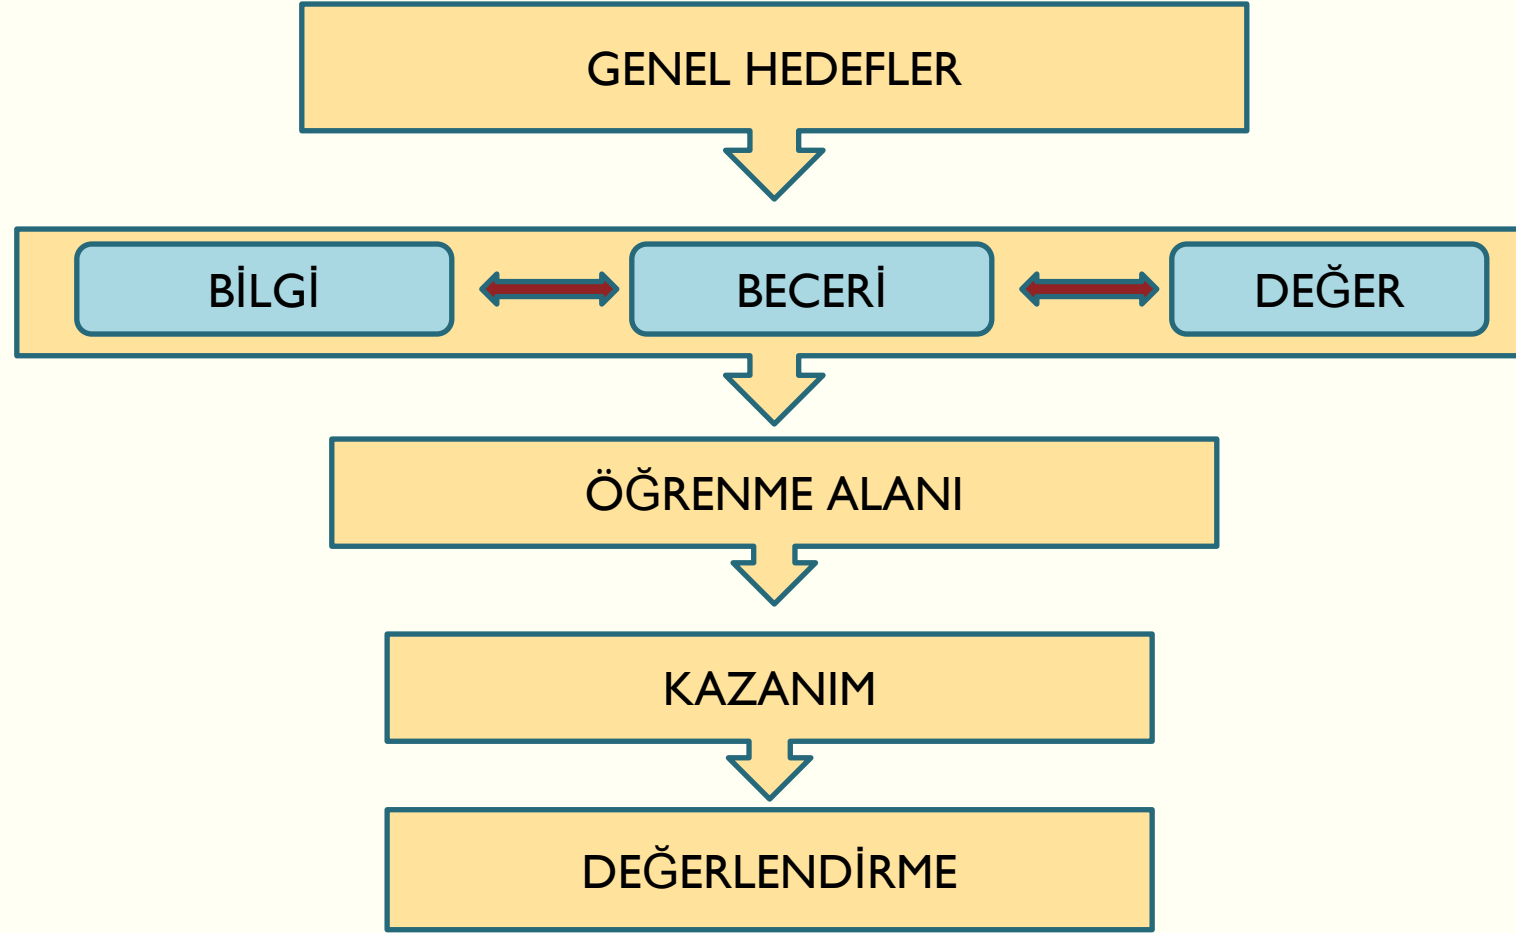 GENEL HEDEFLER
BİLGİ BECERİ DEĞER
ÖĞRENME ALANI
KAZANIM
DEĞERLENDİRME